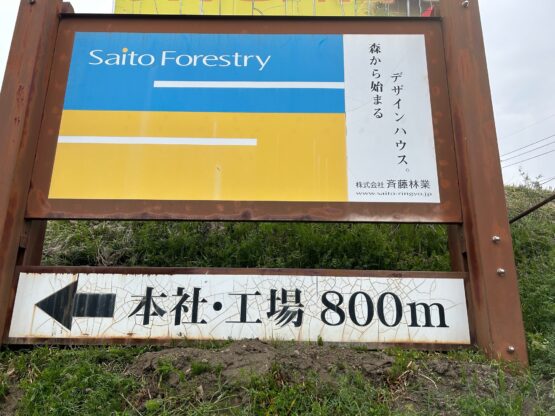 Saito Forestry
森から始まる
デザインハウス。
株式会社 斉藤林業
www.saito-ringyo.jp
本社・工場 800m